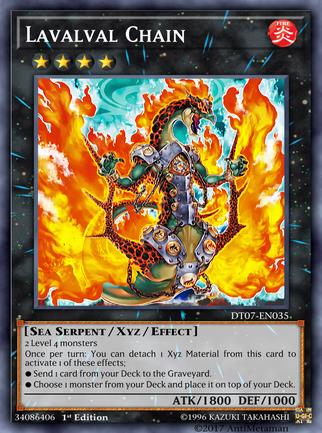 LAVALVAL CHAIN
FIRE
炎
DT07-EN035
[SEA SERPENT / XYZ / EFFECT]
2 Level 4 monsters
Once per turn: You can detach 1 Xyz Material from this card to
activate 1 of these effects;
● Send 1 card from your Deck to the Graveyard.
● Choose 1 monster from your Deck and place it on top of your Deck.
ATK/1800 DEF/1000
34086406 1st Edition ©1996 KAZUKI TAKAHASHI
©2017 AntiMetaman